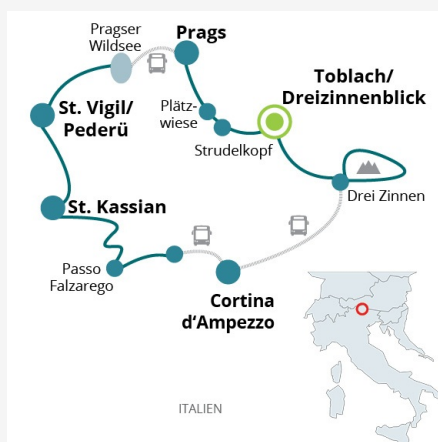 Pragser
Wildsee
Prags
Toblach/
Dreizinnenblick
St. Vigil/
Pederü
Plätz-
wiese
Strudelkopf
Drei Zinnen
St. Kassian
Passo
Falzarego
Cortina
d'Ampezzo
ITALIEN